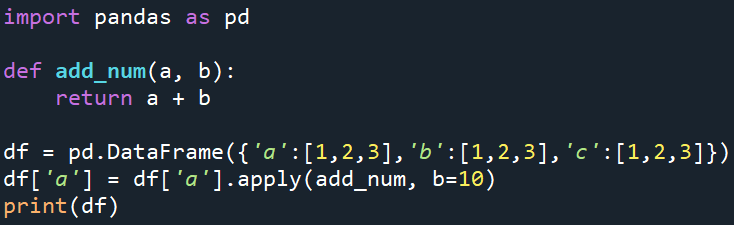 import pandas as pd
def add_num(a, b):
    return a + b
df = pd.DataFrame({'a':[1,2,3],'b':[1,2,3],'c':[1,2,3]})
df['a'] = df['a'].apply(add_num, b=10)
print(df)